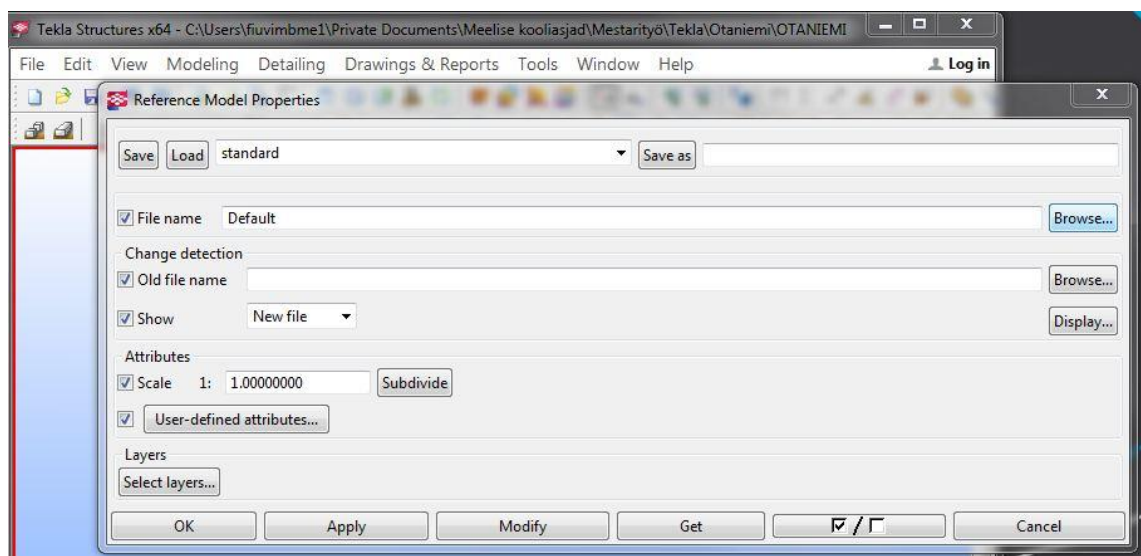 Tekla Structures x64 - C:\Users\fiuvimbme1\Private Documents\Meelise kooliasjad\Mestarityö\Tekla\Otaniemi\OTANIEMI
File Edit View Modeling Detailing Drawings & Reports Tools Window Help Log in
Reference Model Properties
Save Load standard Save as
File name Default Browse...
Change detection
Old file name Browse...
Show New file Display...
Attributes
Scale 1: 1.00000000 Subdivide
User-defined attributes...
Layers
Select layers...
OK Apply Modify Get / Cancel